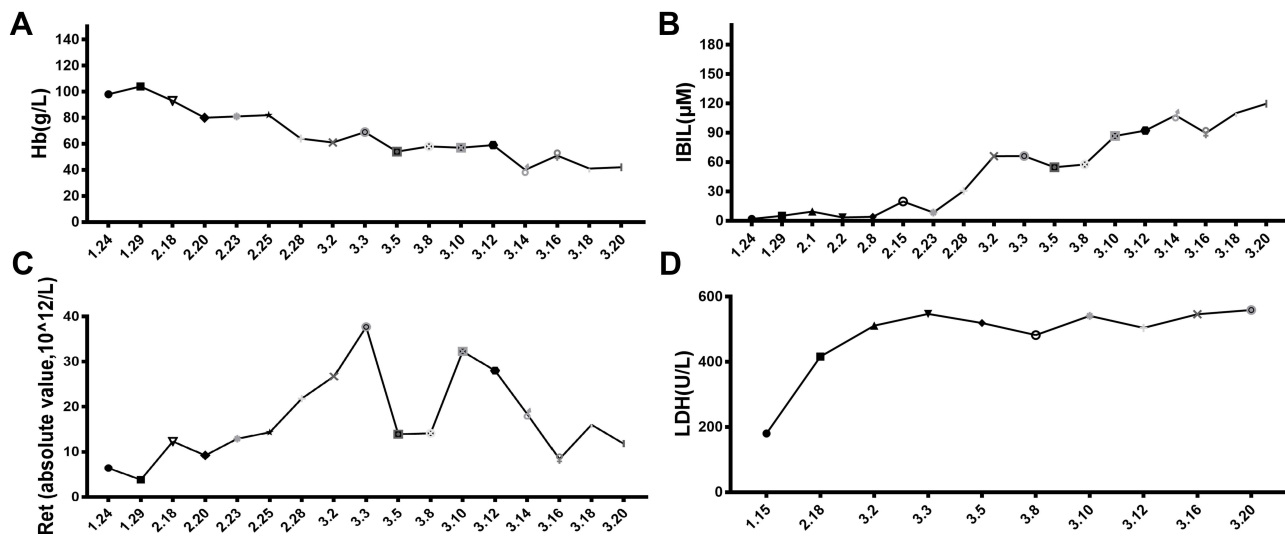 A
Hb(g/L)
140
120
100
80
60
40
20
0
1.24 1.29 2.18 2.20 2.23 2.25 2.28 3.2 3.3 3.5 3.8 3.10 3.12 3.14 3.16 3.18 3.20
B
IBIL(μM)
180
150
120
90
60
30
0
1.24 1.29 2.1 2.2 2.8 2.15 2.23 2.28 3.2 3.3 3.5 3.8 3.10 3.12 3.14 3.16 3.18 3.20
C
Ret (absolute value,10^12/L)
40
30
20
10
0
1.24 1.29 2.18 2.20 2.23 2.25 2.28 3.2 3.3 3.5 3.8 3.10 3.12 3.14 3.16 3.18 3.20
D
LDH(U/L)
600
400
200
0
1.15 2.18 3.2 3.3 3.5 3.8 3.10 3.12 3.16 3.20